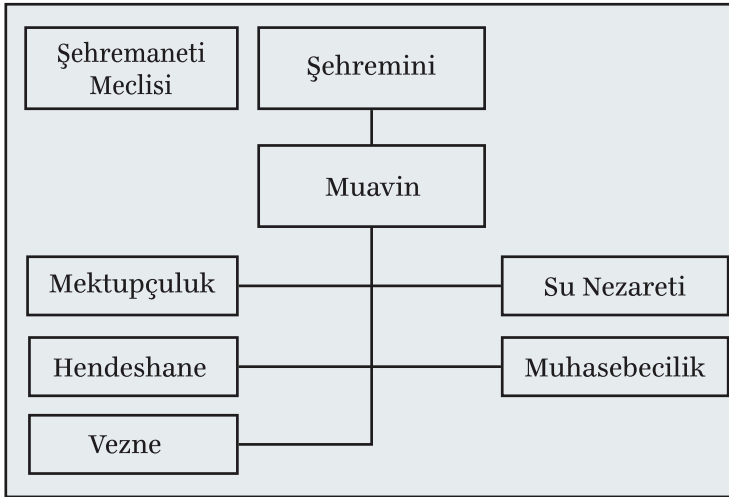 Şehremaneti
Meclisi
Şehremini
Muavin
Mektupçuluk
Su Nezareti
Hendeshane
Muhasebecilik
Vezne